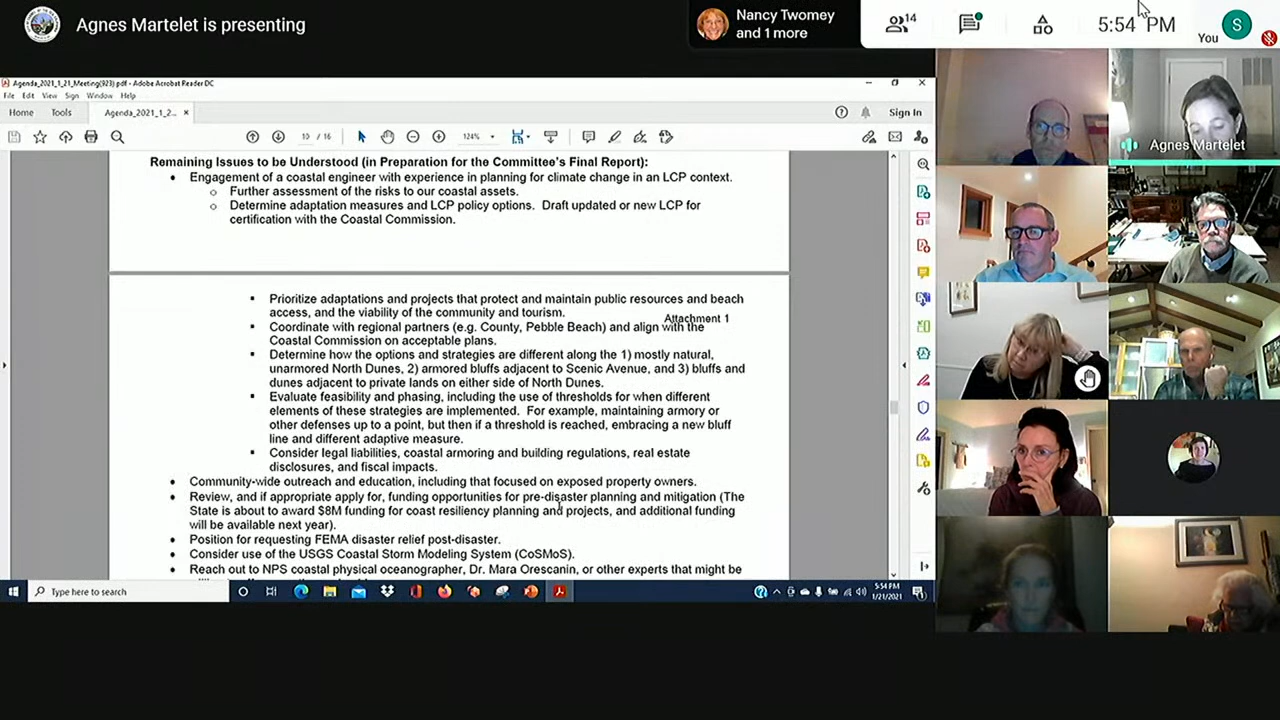 Agnes Martelet is presenting
Nancy Twomey
and 1 more
14
5:54 PM
You
S
Agenda_2021_1_21_Meeting(923).pdf - Adobe Acrobat Reader DC
File Edit View Sign Window Help
Home Tools Agenda_2021_1_2... × Sign In
10 / 16 124%
Agnes Martelet
Remaining Issues to be Understood (in Preparation for the Committee's Final Report):
• Engagement of a coastal engineer with experience in planning for climate change in an LCP context.
o Further assessment of the risks to our coastal assets.
o Determine adaptation measures and LCP policy options. Draft updated or new LCP for
certification with the Coastal Commission.
Attachment 1
▪ Prioritize adaptations and projects that protect and maintain public resources and beach
access, and the viability of the community and tourism.
▪ Coordinate with regional partners (e.g. County, Pebble Beach) and align with the
Coastal Commission on acceptable plans.
▪ Determine how the options and strategies are different along the 1) mostly natural,
unarmored North Dunes, 2) armored bluffs adjacent to Scenic Avenue, and 3) bluffs and
dunes adjacent to private lands on either side of North Dunes.
▪ Evaluate feasibility and phasing, including the use of thresholds for when different
elements of these strategies are implemented. For example, maintaining armory or
other defenses up to a point, but then if a threshold is reached, embracing a new bluff
line and different adaptive measure.
▪ Consider legal liabilities, coastal armoring and building regulations, real estate
disclosures, and fiscal impacts.
• Community-wide outreach and education, including that focused on exposed property owners.
• Review, and if appropriate apply for, funding opportunities for pre-disaster planning and mitigation (The
State is about to award $8M funding for coast resiliency planning and projects, and additional funding
will be available next year).
• Position for requesting FEMA disaster relief post-disaster.
• Consider use of the USGS Coastal Storm Modeling System (CoSMoS).
• Reach out to NPS coastal physical oceanographer, Dr. Mara Orescanin, or other experts that might be
Type here to search
5:54 PM
1/21/2021